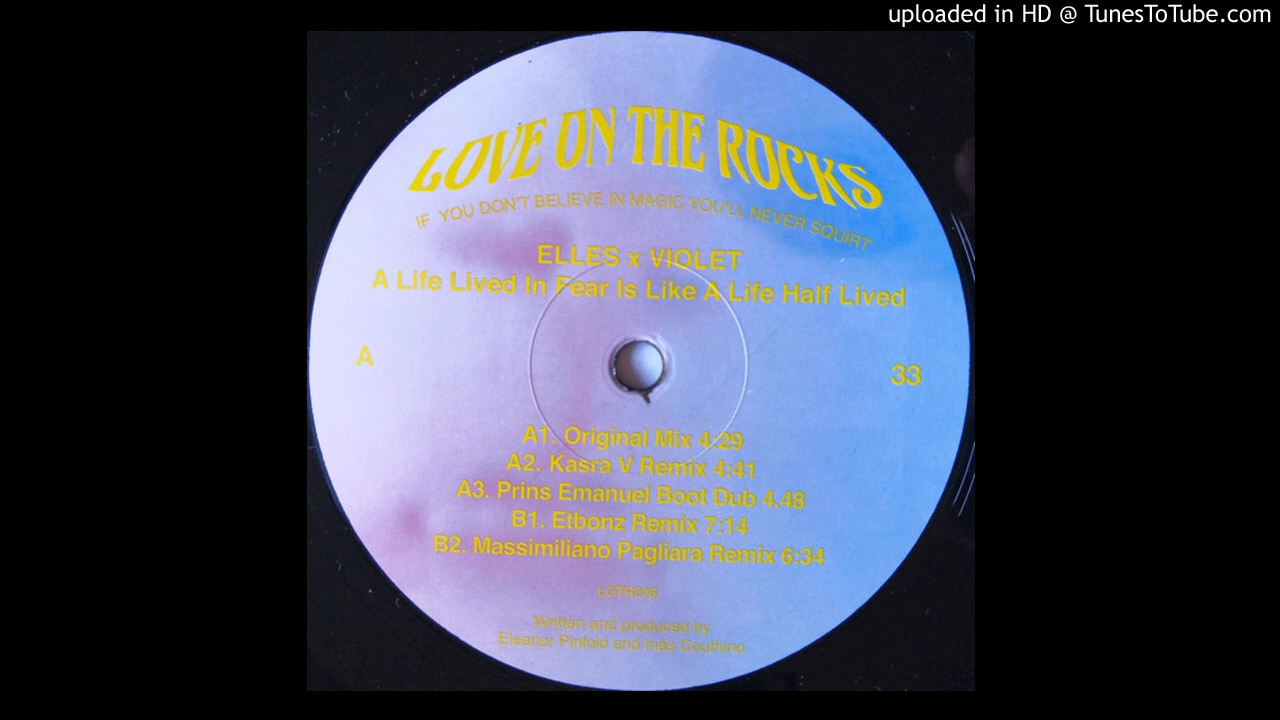 uploaded in HD @ TunesToTube.com
LOVE ON THE ROCKS
IF YOU DON'T BELIEVE IN MAGIC YOU'LL NEVER SQUIRT
ELLES x VIOLET
A Life Lived In Fear Is Like A Life Half Lived
A
33
A1. Original Mix 4:29
A2. Kasra V Remix 4:41
A3. Prins Emanuel Boot Dub 4.48
B1. Etbonz Remix 7:14
B2. Massimiliano Pagliara Remix 6:34
LOTR016
Written and produced by
Eleanor Pinfold and Inês Couthino